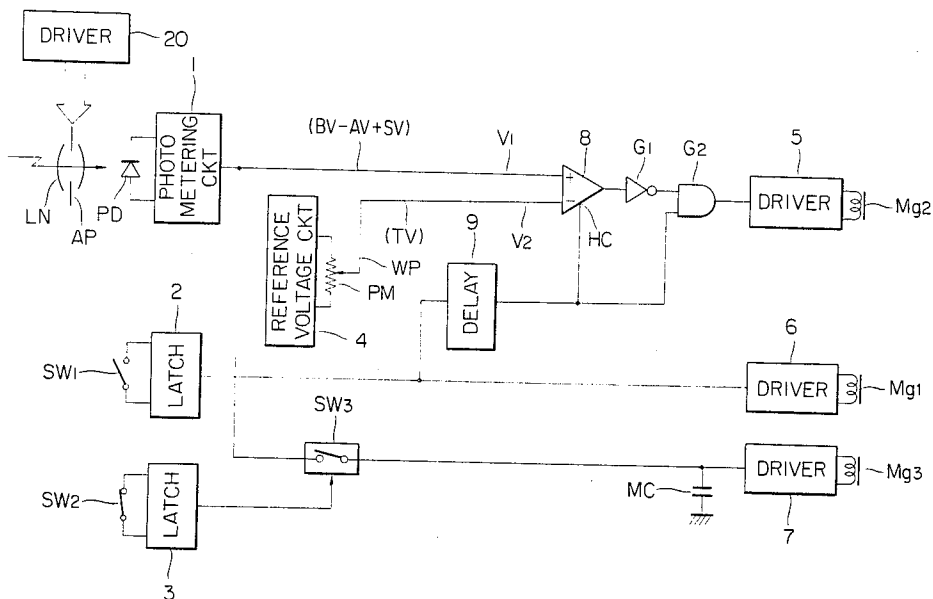 DRIVER
20
1
PHOTO
METERING
CKT
LN
AP
PD
(BV-AV+SV)
V1
8
G1
G2
5
DRIVER
Mg2
HC
(TV)
V2
WP
PM
REFERENCE
VOLTAGE CKT
4
9
DELAY
2
SW1
LATCH
6
DRIVER
Mg1
SW3
SW2
LATCH
3
MC
DRIVER
Mg3
7